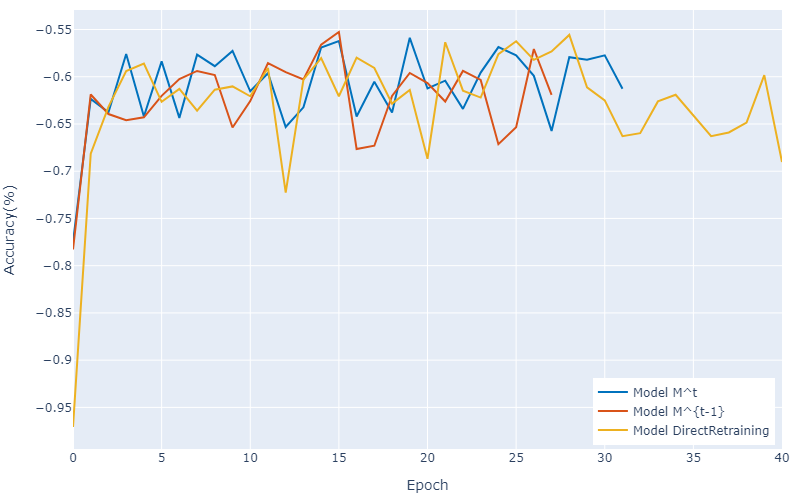 −0.55
−0.6
−0.65
−0.7
−0.75
−0.8
−0.85
−0.9
−0.95
Accuracy(%)
0 5 10 15 20 25 30 35 40
Epoch
Model M^t
Model M^{t-1}
Model DirectRetraining